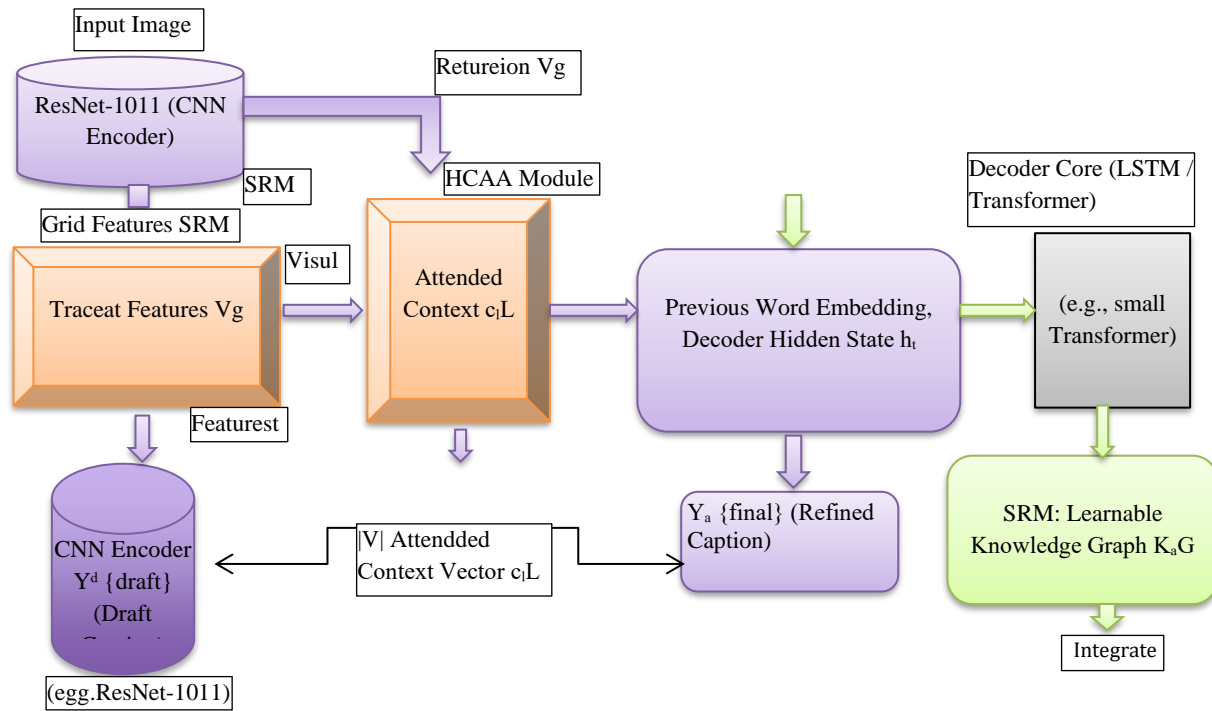 Input Image
Retureion Vg
ResNet-1011 (CNN
Encoder)
SRM
HCAA Module
Decoder Core (LSTM /
Transformer)
Grid Features SRM
Visul
Traceat Features Vg
Attended
Context cₗL
Previous Word Embedding,
Decoder Hidden State hₜ
(e.g., small
Transformer)
Featurest
CNN Encoder
Yᵈ {draft}
(Draft
|V| Attendded
Context Vector cₗL
Yₐ {final} (Refined
Caption)
SRM: Learnable
Knowledge Graph KₐG
Integrate
(egg.ResNet-1011)